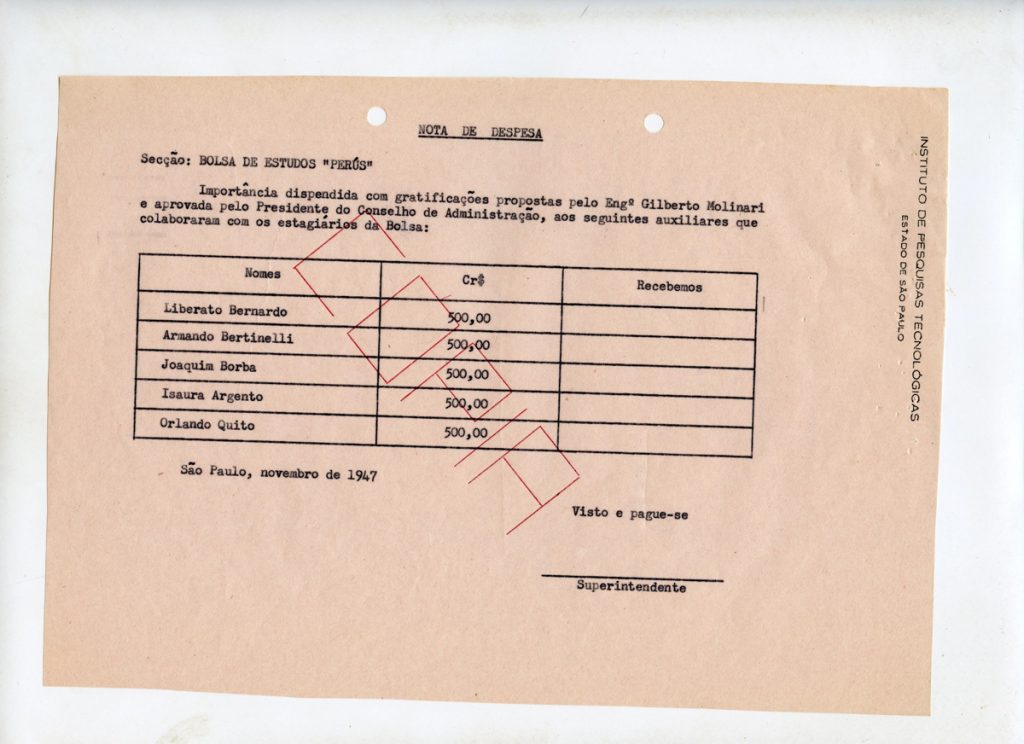 NOTA DE DESPESA
Secção: BOLSA DE ESTUDOS "PERÚS"
Importância dispendida com gratificações propostas pelo Engº Gilberto Molinari
e aprovada pelo Presidente do Conselho de Administração, aos seguintes auxiliares que
colaboraram com os estagiários da Bolsa:
Nomes Cr$ Recebemos
Liberato Bernardo 500,00
Armando Bertinelli 500,00
Joaquim Borba 500,00
Isaura Argento 500,00
Orlando Quito 500,00
São Paulo, novembro de 1947
Visto e pague-se
Superintendente
INSTITUTO DE PESQUISAS TECNOLÓGICAS
ESTADO DE SÃO PAULO
COPIA